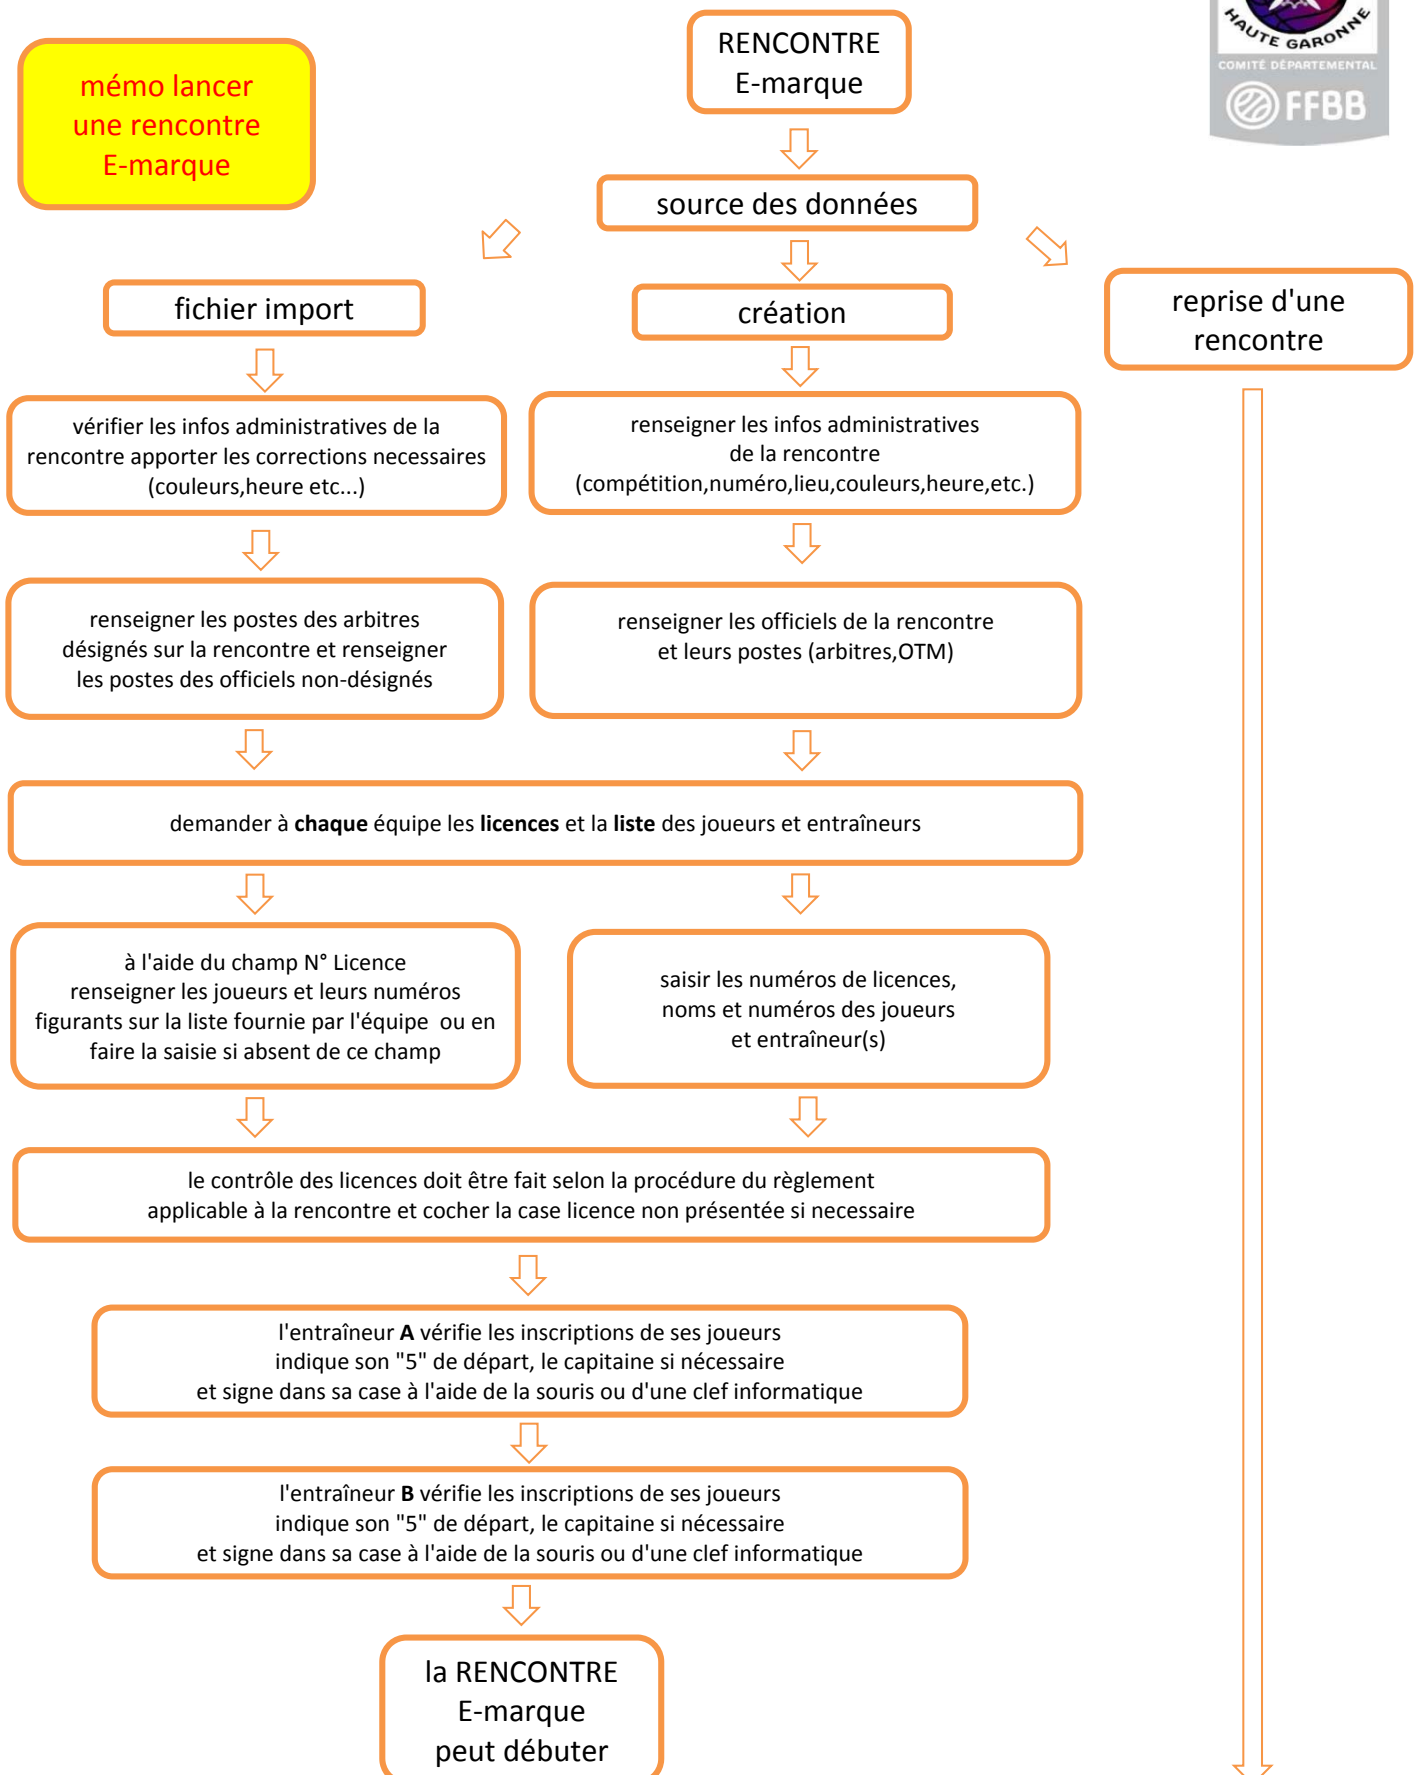 mémo lancer
une rencontre
E-marque
RENCONTRE
E-marque
HAUTE GARONNE
COMITÉ DÉPARTEMENTAL
FFBB
source des données
fichier import
création
reprise d'une
rencontre
vérifier les infos administratives de la
rencontre apporter les corrections necessaires
(couleurs,heure etc...)
renseigner les infos administratives
de la rencontre
(compétition,numéro,lieu,couleurs,heure,etc.)
renseigner les postes des arbitres
désignés sur la rencontre et renseigner
les postes des officiels non-désignés
renseigner les officiels de la rencontre
et leurs postes (arbitres,OTM)
demander à chaque équipe les licences et la liste des joueurs et entraîneurs
à l'aide du champ N° Licence
renseigner les joueurs et leurs numéros
figurants sur la liste fournie par l'équipe ou en
faire la saisie si absent de ce champ
saisir les numéros de licences,
noms et numéros des joueurs
et entraîneur(s)
le contrôle des licences doit être fait selon la procédure du règlement
applicable à la rencontre et cocher la case licence non présentée si necessaire
l'entraîneur A vérifie les inscriptions de ses joueurs
indique son "5" de départ, le capitaine si nécessaire
et signe dans sa case à l'aide de la souris ou d'une clef informatique
l'entraîneur B vérifie les inscriptions de ses joueurs
indique son "5" de départ, le capitaine si nécessaire
et signe dans sa case à l'aide de la souris ou d'une clef informatique
la RENCONTRE
E-marque
peut débuter